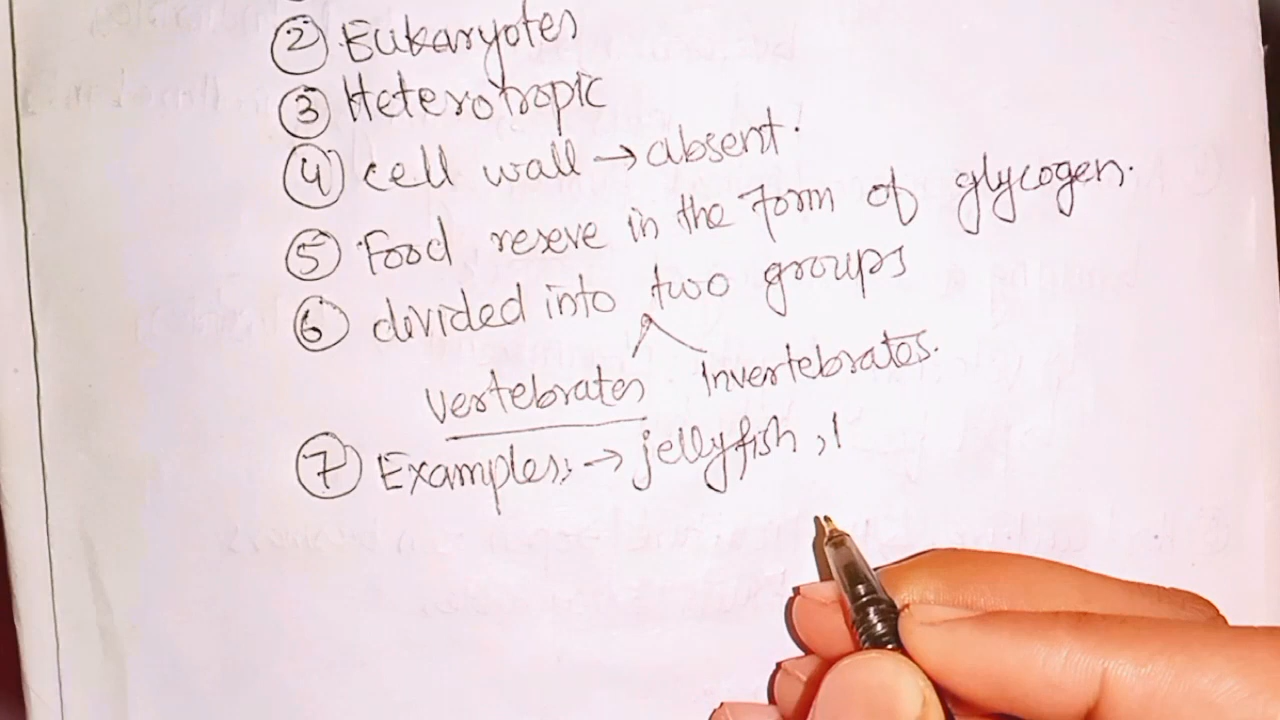 ② Eukaryotes
③ Heterotropic
④ cell wall → absent.
⑤ Food reseve in the form of glycogen.
⑥ divided into two groups
vertebrates invertebrates.
⑦ Examples: → jellyfish,